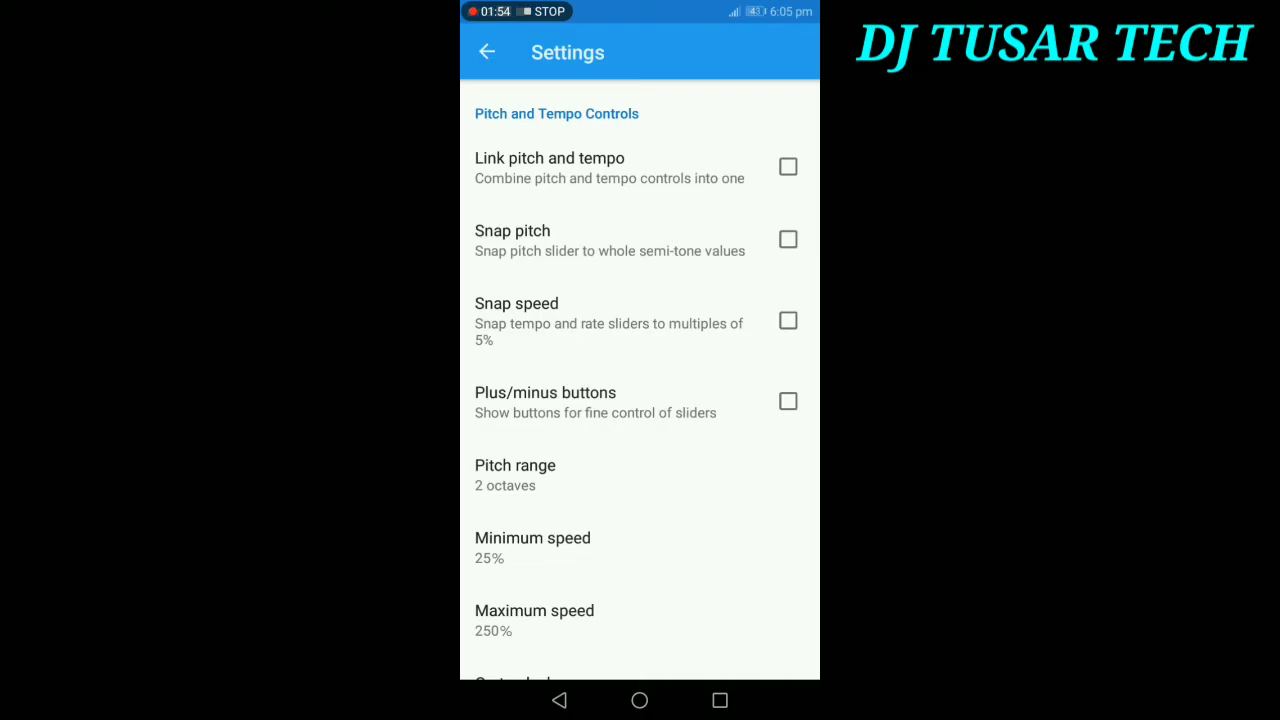 01:54 STOP
43 6:05 pm
DJ TUSAR TECH
Settings
Pitch and Tempo Controls
Link pitch and tempo
Combine pitch and tempo controls into one
Snap pitch
Snap pitch slider to whole semi-tone values
Snap speed
Snap tempo and rate sliders to multiples of
5%
Plus/minus buttons
Show buttons for fine control of sliders
Pitch range
2 octaves
Minimum speed
25%
Maximum speed
250%